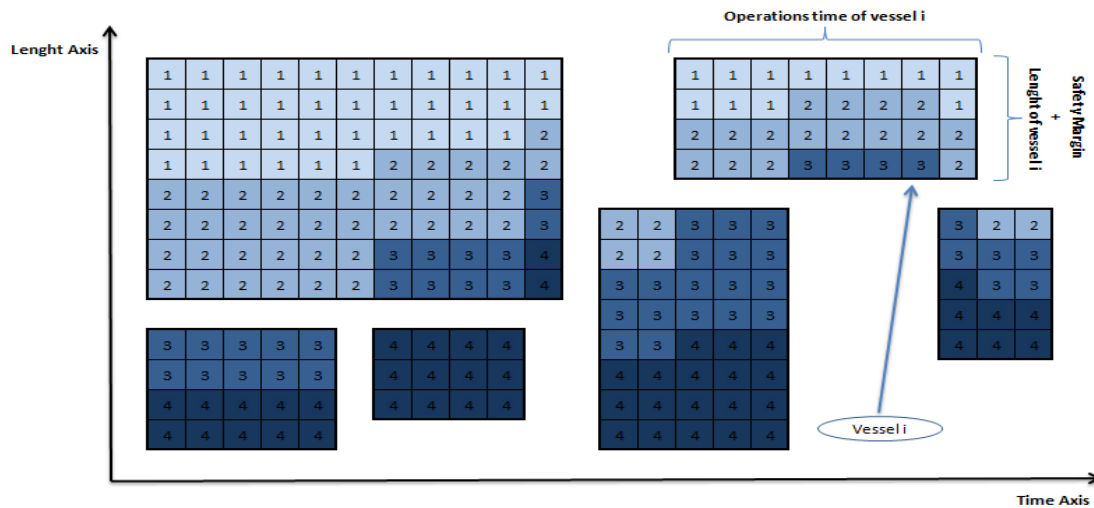 Operations time of vessel i
Lenght Axis
1 1 1 1 1 1 1 1 1 1 1
1 1 1 1 1 1 1 1 1 1 1
1 1 1 1 1 1 1 1 1 1 2
1 1 1 1 1 1 2 2 2 2 2
2 2 2 2 2 2 2 2 2 2 3
2 2 2 2 2 2 2 2 2 2 3
2 2 2 2 2 2 3 3 3 3 4
2 2 2 2 2 2 3 3 3 3 4
1 1 1 1 1 1 1 1
1 1 1 2 2 2 2 1
2 2 2 2 2 2 2 2
2 2 2 3 3 3 3 2
Safety Margin
+
Lenght of vessel i
3 3 3 3 3
3 3 3 3 3
4 4 4 4 4
4 4 4 4 4
4 4 4 4
4 4 4 4
4 4 4 4
2 2 3 3 3
2 2 3 3 3
3 3 3 3 3
3 3 3 3 3
3 3 4 4 4
4 4 4 4 4
4 4 4 4 4
4 4 4 4 4
3 2 2
3 3 3
4 3 3
4 4 4
4 4 4
Vessel i
Time Axis